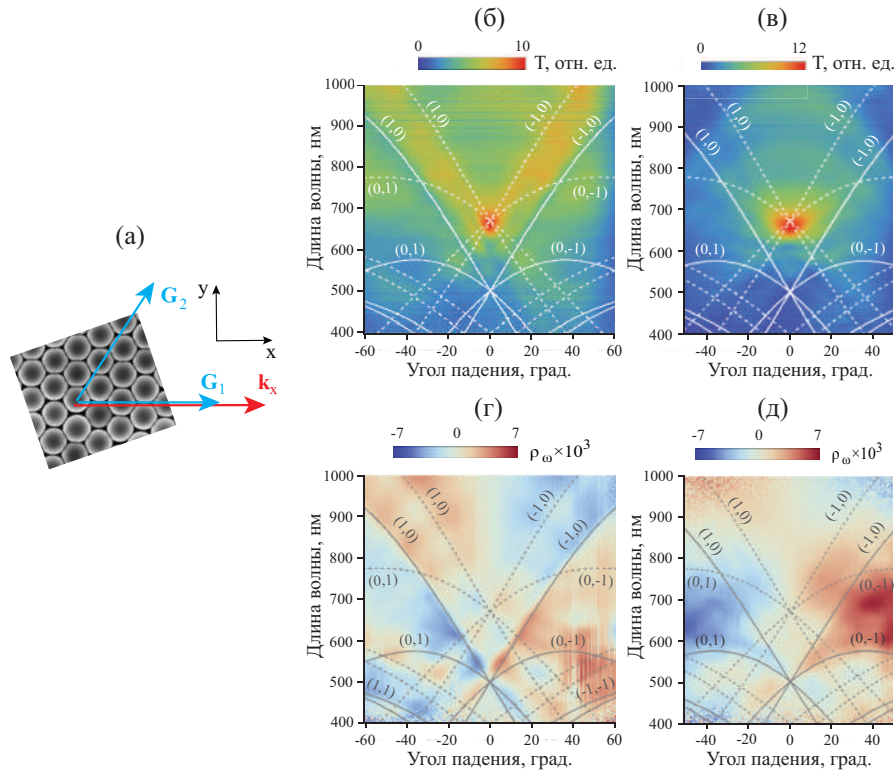 (б)
(в)
0 10 T, отн. ед.
0 12 T, отн. ед.
Длина волны, нм
1000
900
800
700
600
500
400
(1,0)
(-1,0)
(0,1)
(0,-1)
(0,1)
(0,-1)
-60 -40 -20 0 20 40 60
Угол падения, град.
Длина волны, нм
1000
900
800
700
600
500
400
(1,0)
(1,0)
(-1,0)
(-1,0)
(0,1)
(0,-1)
-40 -20 0 20 40
Угол падения, град.
(а)
G₂
y
x
G₁
kₓ
(г)
(д)
-7 0 7
ρω×10³
-7 0 7
ρω×10³
Длина волны, нм
1000
900
800
700
600
500
400
(1,0)
(1,0)
(-1,0)
(-1,0)
(0,1)
(0,-1)
(0,1)
(0,-1)
(1,1)
(-1,-1)
-60 -40 -20 0 20 40 60
Угол падения, град.
Длина волны, нм
1000
900
800
700
600
500
400
(1,0)
(1,0)
(-1,0)
(-1,0)
(0,1)
(0,-1)
(0,1)
(0,-1)
-40 -20 0 20 40
Угол падения, град.